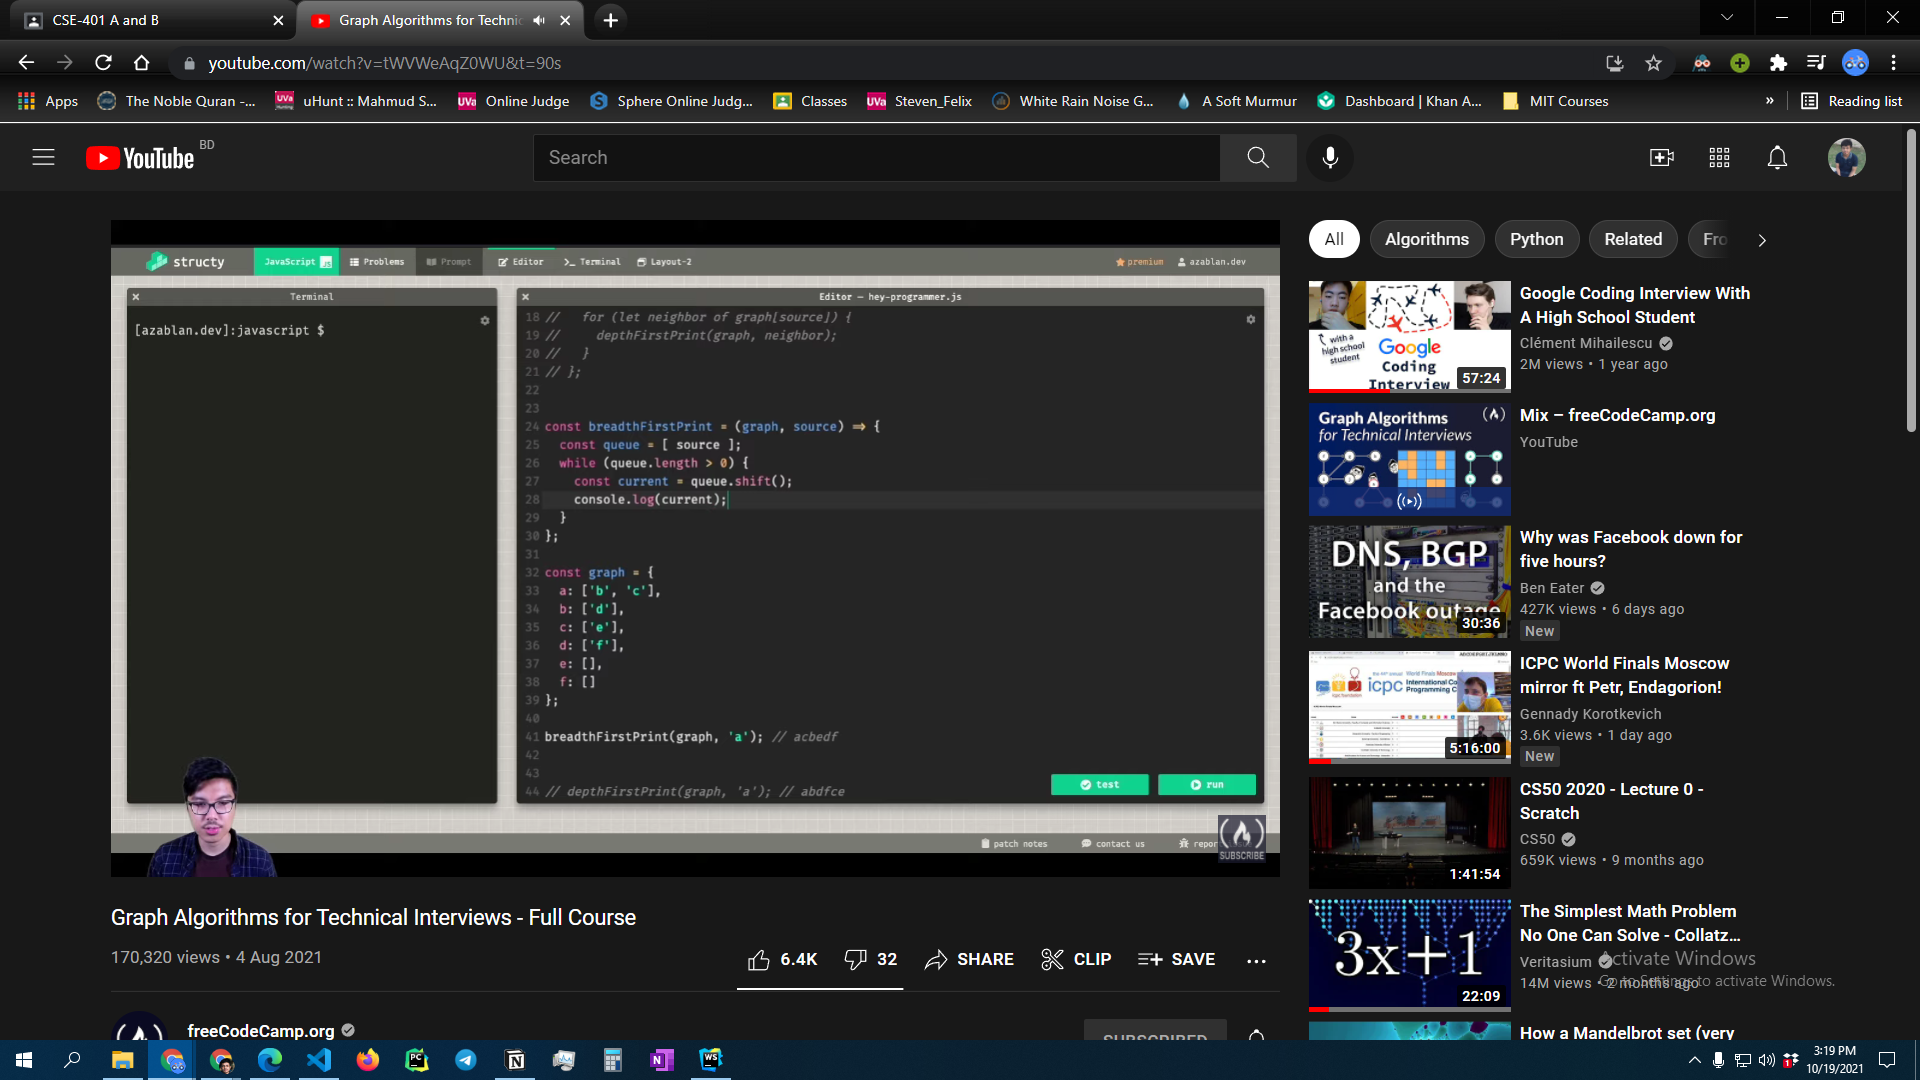 CSE-401 A and B
Graph Algorithms for Technic
youtube.com/watch?v=tWVWeAqZ0WU&t=90s
Apps
The Noble Quran -...
UVa uHunt :: Mahmud S...
UVa Online Judge
Sphere Online Judg...
Classes
UVa Steven_Felix
White Rain Noise G...
A Soft Murmur
Dashboard | Khan A...
MIT Courses
»
Reading list
YouTube BD
Search
structy
JavaScript JS
Problems
Prompt
Editor
Terminal
Layout-2
premium
azablan.dev
Terminal
[azablan.dev]:javascript $
Editor — hey-programmer.js
18 //   for (let neighbor of graph[source]) {
19 //     depthFirstPrint(graph, neighbor);
20 //   }
21 // };
22
23
24 const breadthFirstPrint = (graph, source) => {
25   const queue = [ source ];
26   while (queue.length > 0) {
27     const current = queue.shift();
28     console.log(current);
29   }
30 };
31
32 const graph = {
33   a: ['b', 'c'],
34   b: ['d'],
35   c: ['e'],
36   d: ['f'],
37   e: [],
38   f: []
39 };
40
41 breadthFirstPrint(graph, 'a'); // acbedf
42
43
44 // depthFirstPrint(graph, 'a'); // abdfce
test
run
patch notes
contact us
repor
SUBSCRIBE
Graph Algorithms for Technical Interviews - Full Course
170,320 views • 4 Aug 2021
6.4K
32
SHARE
CLIP
SAVE
freeCodeCamp.org
SUBSCRIBED
All
Algorithms
Python
Related
Fro
with a
high school
student
Google
Coding
Interview
57:24
Google Coding Interview With
A High School Student
Clément Mihailescu
2M views • 1 year ago
Graph Algorithms
for Technical Interviews
Mix – freeCodeCamp.org
YouTube
DNS, BGP
and the
Facebook outage
30:36
Why was Facebook down for
five hours?
Ben Eater
427K views • 6 days ago
New
icpc
5:16:00
ICPC World Finals Moscow
mirror ft Petr, Endagorion!
Gennady Korotkevich
3.6K views • 1 day ago
New
1:41:54
CS50 2020 - Lecture 0 -
Scratch
CS50
659K views • 9 months ago
3x+1
22:09
The Simplest Math Problem
No One Can Solve - Collatz...
Veritasium
14M views • 2 months ago
Activate Windows
Go to Settings to activate Windows.
How a Mandelbrot set (very
3:19 PM
10/19/2021